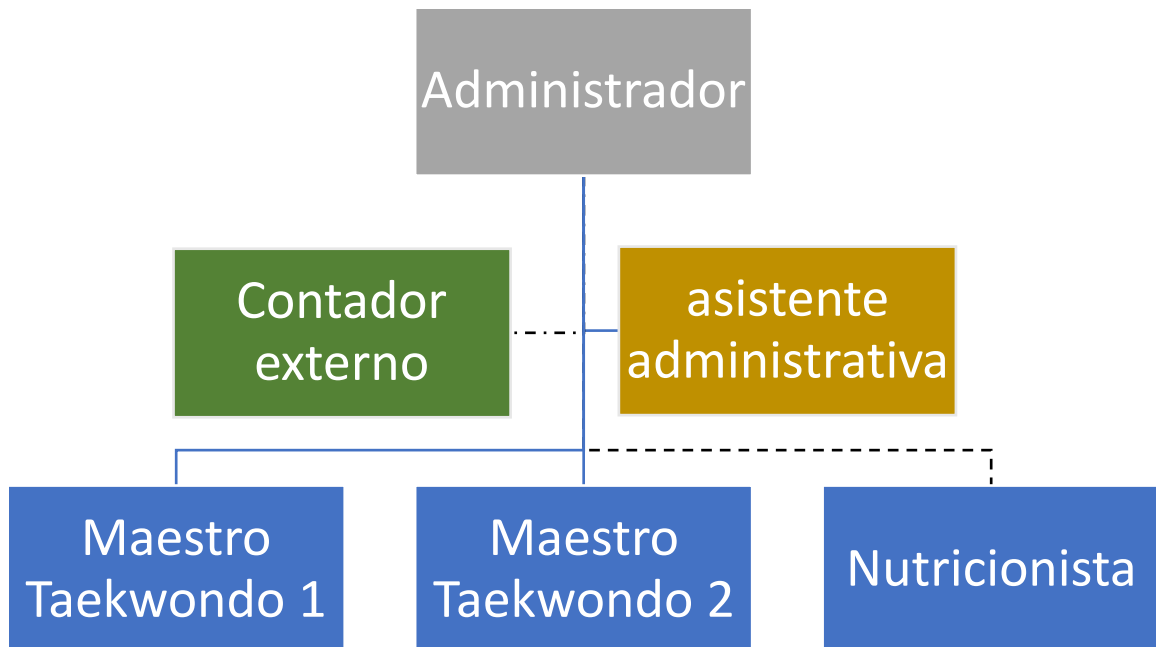 Administrador
Contador
externo
asistente
administrativa
Maestro
Taekwondo 1
Maestro
Taekwondo 2
Nutricionista